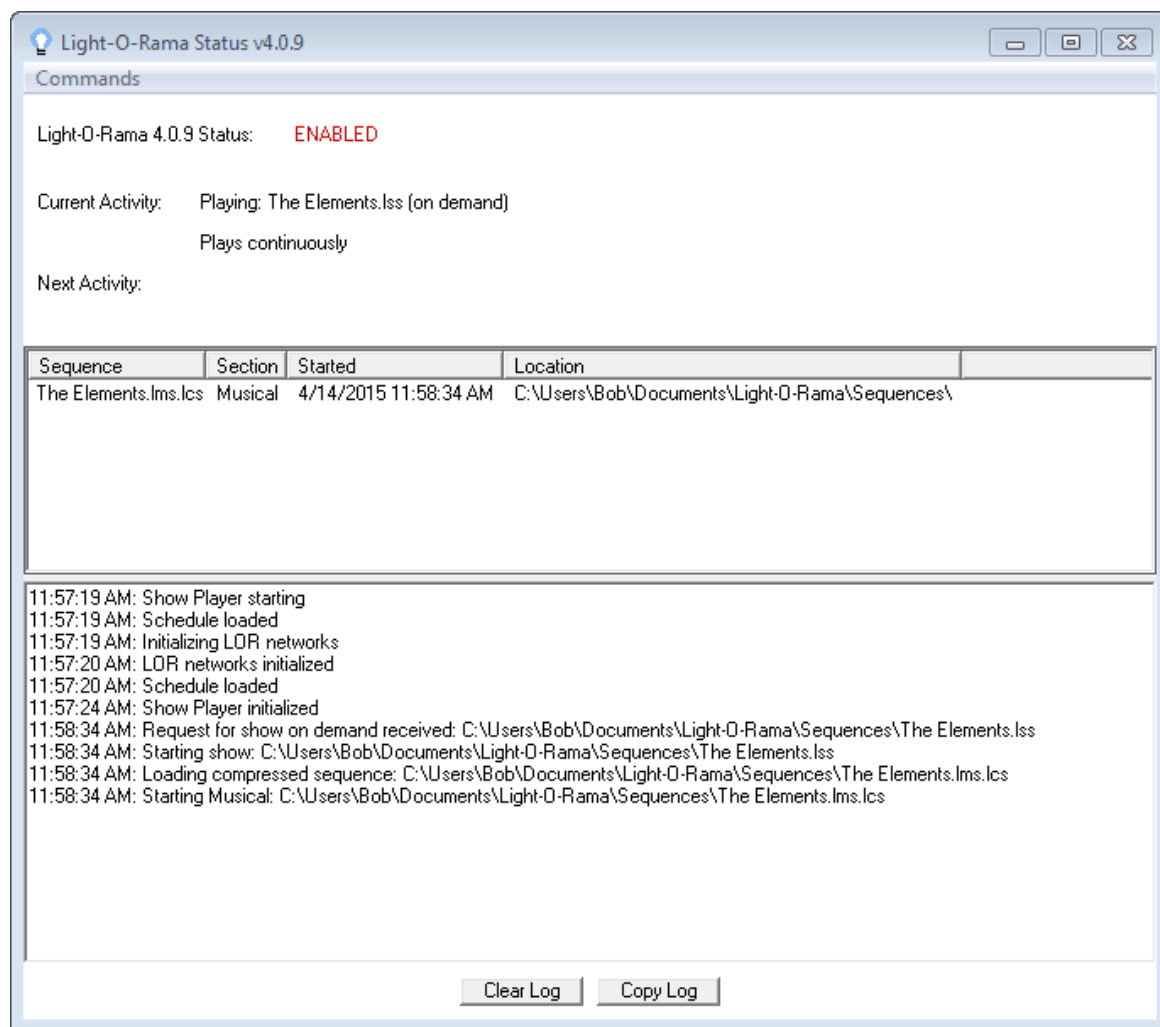 Light-O-Rama Status v4.0.9
Commands
Light-O-Rama 4.0.9 Status: ENABLED
Current Activity: Playing: The Elements.lss (on demand)
Plays continuously
Next Activity:
Sequence Section Started Location
The Elements.lms.lcs Musical 4/14/2015 11:58:34 AM C:\Users\Bob\Documents\Light-O-Rama\Sequences\
11:57:19 AM: Show Player starting
11:57:19 AM: Schedule loaded
11:57:19 AM: Initializing LOR networks
11:57:20 AM: LOR networks initialized
11:57:20 AM: Schedule loaded
11:57:24 AM: Show Player initialized
11:58:34 AM: Request for show on demand received: C:\Users\Bob\Documents\Light-O-Rama\Sequences\The Elements.lss
11:58:34 AM: Starting show: C:\Users\Bob\Documents\Light-O-Rama\Sequences\The Elements.lss
11:58:34 AM: Loading compressed sequence: C:\Users\Bob\Documents\Light-O-Rama\Sequences\The Elements.lms.lcs
11:58:34 AM: Starting Musical: C:\Users\Bob\Documents\Light-O-Rama\Sequences\The Elements.lms.lcs
Clear Log Copy Log